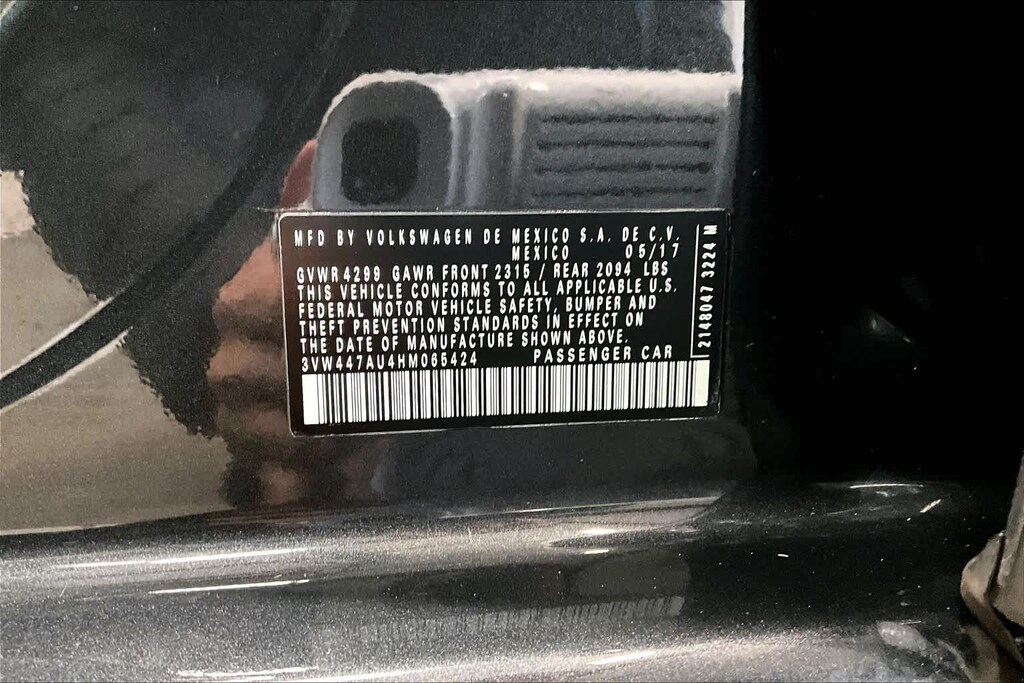 MFD BY VOLKSWAGEN DE MEXICO S.A. DE C.V.
MEXICO 05/17
GVWR 4299 GAWR FRONT 2315 / REAR 2094 LBS
THIS VEHICLE CONFORMS TO ALL APPLICABLE U.S.
FEDERAL MOTOR VEHICLE SAFETY, BUMPER AND
THEFT PREVENTION STANDARDS IN EFFECT ON
THE DATE OF MANUFACTURE SHOWN ABOVE.
3VW447AU4HM065424 PASSENGER CAR
2148047 3224 M